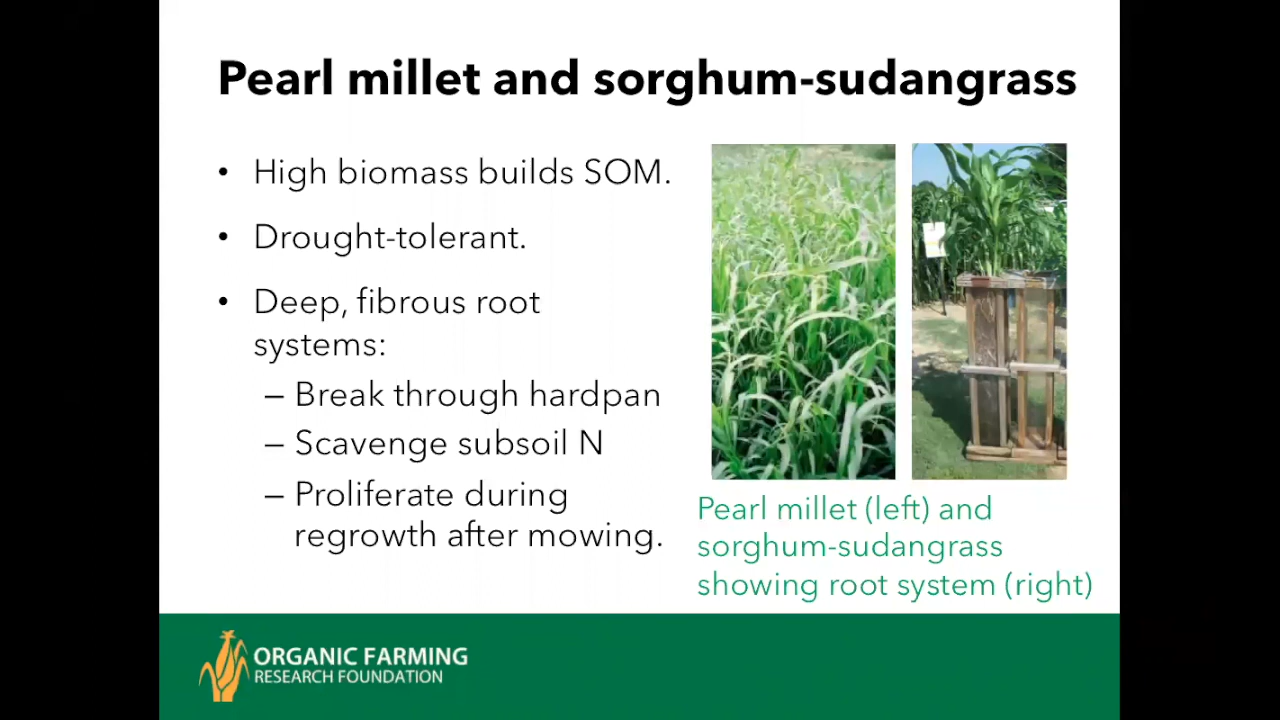 Pearl millet and sorghum-sudangrass
• High biomass builds SOM.
• Drought-tolerant.
• Deep, fibrous root
systems:
– Break through hardpan
– Scavenge subsoil N
– Proliferate during
regrowth after mowing.
Pearl millet (left) and
sorghum-sudangrass
showing root system (right)
ORGANIC FARMING
RESEARCH FOUNDATION